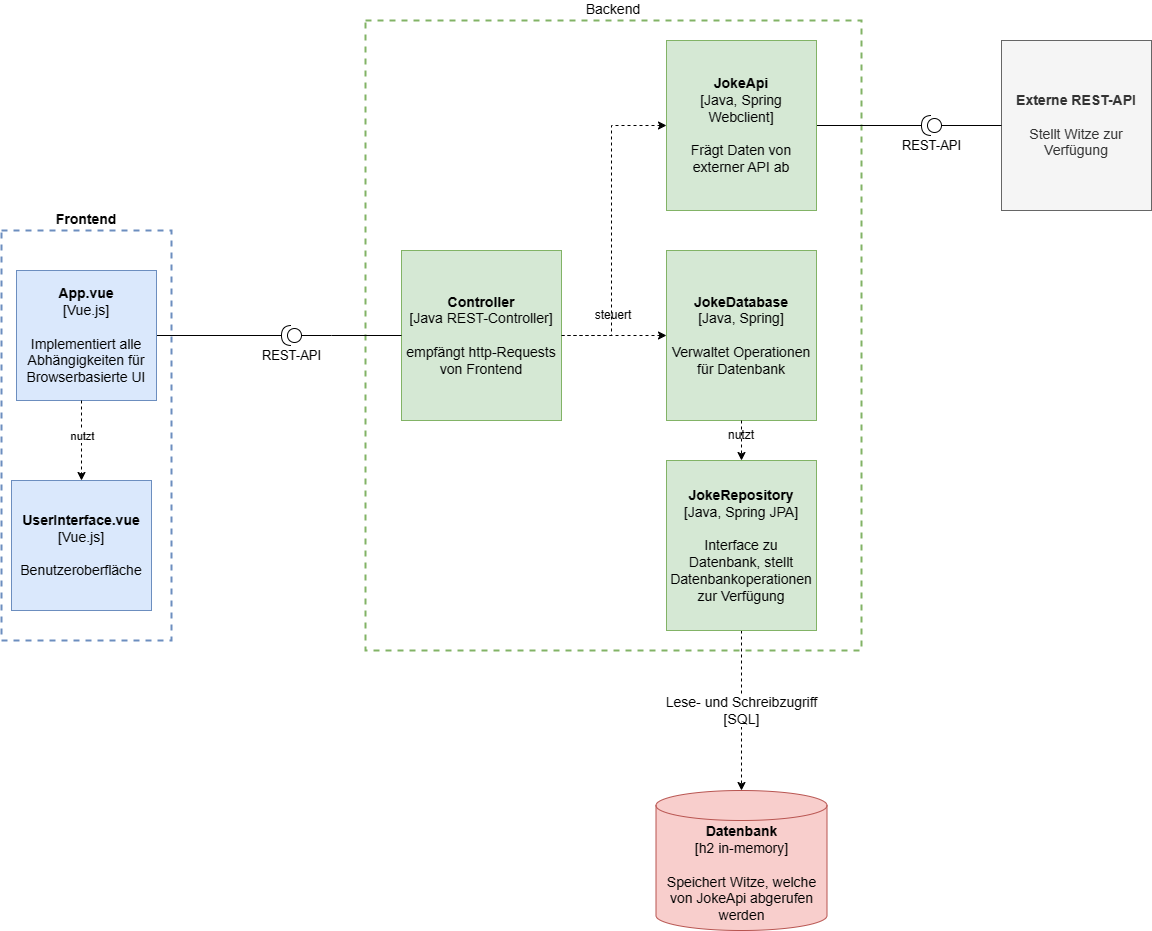 Backend
JokeApi
[Java, Spring
Webclient]
Frägt Daten von
externer API ab
REST-API
Externe REST-API
Stellt Witze zur
Verfügung
Frontend
App.vue
[Vue.js]
Implementiert alle
Abhängigkeiten für
Browserbasierte UI
nutzt
UserInterface.vue
[Vue.js]
Benutzeroberfläche
REST-API
Controller
[Java REST-Controller]
empfängt http-Requests
von Frontend
steuert
JokeDatabase
[Java, Spring]
Verwaltet Operationen
für Datenbank
nutzt
JokeRepository
[Java, Spring JPA]
Interface zu
Datenbank, stellt
Datenbankoperationen
zur Verfügung
Lese- und Schreibzugriff
[SQL]
Datenbank
[h2 in-memory]
Speichert Witze, welche
von JokeApi abgerufen
werden